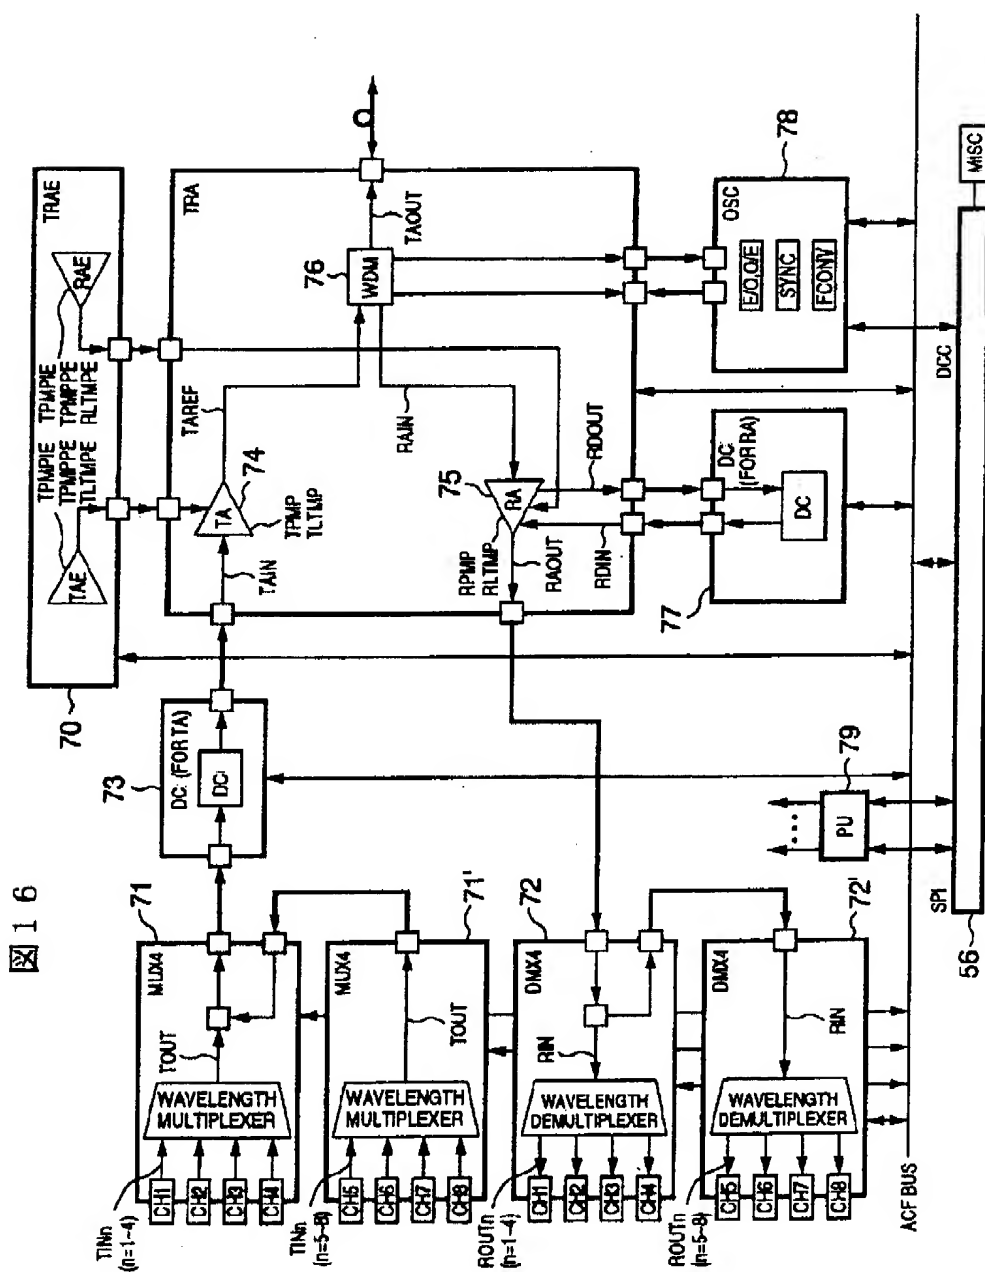 図16
TRAE
TAE
TPMPIE
TPMPPE
TLTMPE
RAE
TPMPIE
TPMPPE
RLTMPE
70
TRA
TAIN
TA
74
TPMP
TLTMP
TAREF
76
WDM
TAOUT
RAIN
75
RA
RPMP
RLTMP
RAOUT
RDOUT
RDIN
73
DC (FOR TA)
DC
77
DC
(FOR RA)
DC
78
OSC
E/O,O/E
SYNC
FCONV
71
MUX4
TOUT
WAVELENGTH
MULTIPLEXER
TINn
(n=1~4)
CH1
CH2
CH3
CH4
71'
MUX4
TOUT
WAVELENGTH
MULTIPLEXER
TINn
(n=5~8)
CH5
CH6
CH7
CH8
72
DMX4
RIN
WAVELENGTH
DEMULTIPLEXER
ROUTn
(n=1~4)
CH1
CH2
CH3
CH4
72'
DMX4
RIN
WAVELENGTH
DEMULTIPLEXER
ROUTn
(n=5~8)
CH5
CH6
CH7
CH8
79
PU
ACF BUS
SPI
DCC
56
MISC